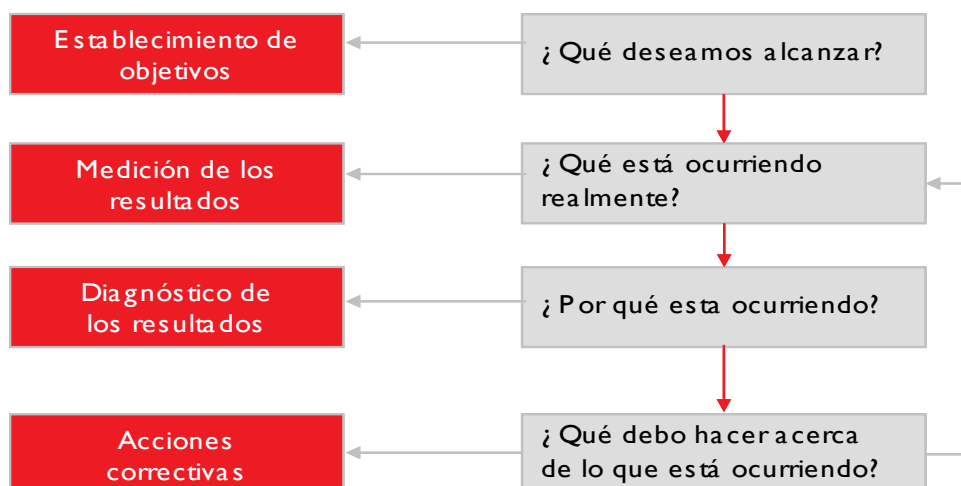 Establecimiento de
objetivos
¿Qué deseamos alcanzar?
Medición de los
resultados
¿Qué está ocurriendo
realmente?
Diagnóstico de
los resultados
¿Por qué esta ocurriendo?
Acciones
correctivas
¿Qué debo hacer acerca
de lo que está ocurriendo?